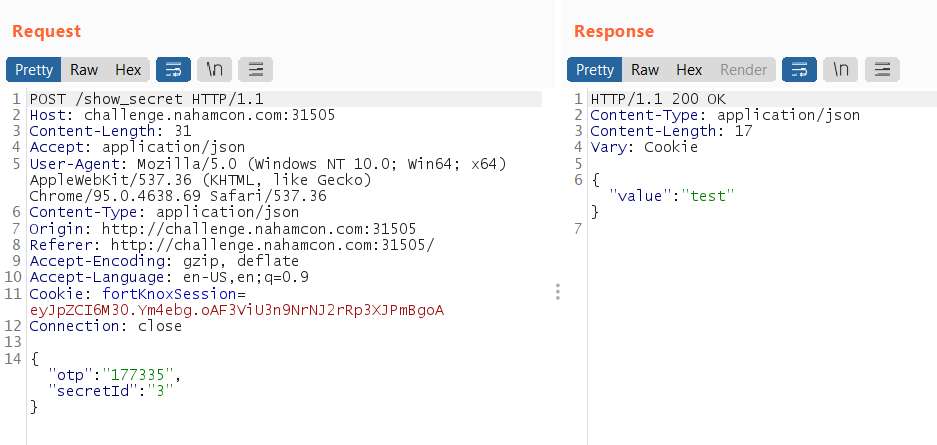 Request
Pretty Raw Hex \n
1 POST /show_secret HTTP/1.1
2 Host: challenge.nahamcon.com:31505
3 Content-Length: 31
4 Accept: application/json
5 User-Agent: Mozilla/5.0 (Windows NT 10.0; Win64; x64)
AppleWebKit/537.36 (KHTML, like Gecko)
Chrome/95.0.4638.69 Safari/537.36
6 Content-Type: application/json
7 Origin: http://challenge.nahamcon.com:31505
8 Referer: http://challenge.nahamcon.com:31505/
9 Accept-Encoding: gzip, deflate
10 Accept-Language: en-US,en;q=0.9
11 Cookie: fortKnoxSession=
eyJpZCI6M30.Ym4ebg.oAF3ViU3n9NrNJ2rRp3XJPmBgoA
12 Connection: close
13
14 {
"otp":"177335",
"secretId":"3"
}
Response
Pretty Raw Hex Render \n
1 HTTP/1.1 200 OK
2 Content-Type: application/json
3 Content-Length: 17
4 Vary: Cookie
5
6 {
"value":"test"
}
7